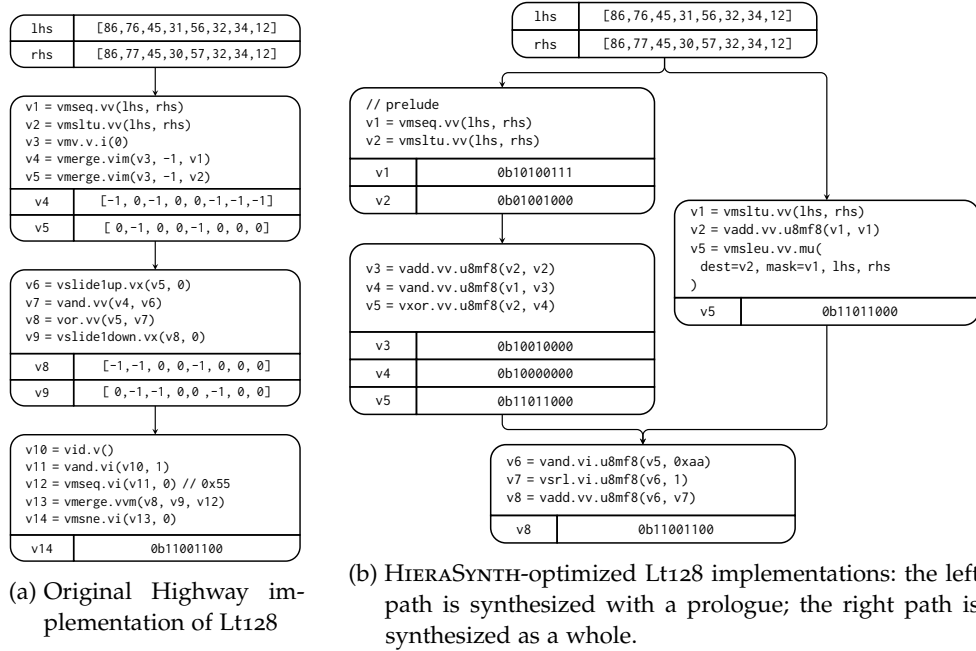 lhs [86,76,45,31,56,32,34,12]
rhs [86,77,45,30,57,32,34,12]
v1 = vmseq.vv(lhs, rhs)
v2 = vmsltu.vv(lhs, rhs)
v3 = vmv.v.i(0)
v4 = vmerge.vim(v3, -1, v1)
v5 = vmerge.vim(v3, -1, v2)
v4 [-1, 0,-1, 0, 0,-1,-1,-1]
v5 [ 0,-1, 0, 0,-1, 0, 0, 0]
v6 = vslide1up.vx(v5, 0)
v7 = vand.vv(v4, v6)
v8 = vor.vv(v5, v7)
v9 = vslide1down.vx(v8, 0)
v8 [-1,-1, 0, 0,-1, 0, 0, 0]
v9 [ 0,-1,-1, 0,0 ,-1, 0, 0]
v10 = vid.v()
v11 = vand.vi(v10, 1)
v12 = vmseq.vi(v11, 0) // 0x55
v13 = vmerge.vvm(v8, v9, v12)
v14 = vmsne.vi(v13, 0)
v14 0b11001100
(a) Original Highway im-
plementation of Lt128
lhs [86,76,45,31,56,32,34,12]
rhs [86,77,45,30,57,32,34,12]
// prelude
v1 = vmseq.vv(lhs, rhs)
v2 = vmsltu.vv(lhs, rhs)
v1 0b10100111
v2 0b01001000
v3 = vadd.vv.u8mf8(v2, v2)
v4 = vand.vv.u8mf8(v1, v3)
v5 = vxor.vv.u8mf8(v2, v4)
v3 0b10010000
v4 0b10000000
v5 0b11011000
v1 = vmsltu.vv(lhs, rhs)
v2 = vadd.vv.u8mf8(v1, v1)
v5 = vmsleu.vv.mu(
dest=v2, mask=v1, lhs, rhs
)
v5 0b11011000
v6 = vand.vi.u8mf8(v5, 0xaa)
v7 = vsrl.vi.u8mf8(v6, 1)
v8 = vadd.vv.u8mf8(v6, v7)
v8 0b11001100
(b) HIERASYNTH-optimized Lt128 implementations: the left
path is synthesized with a prologue; the right path is
synthesized as a whole.